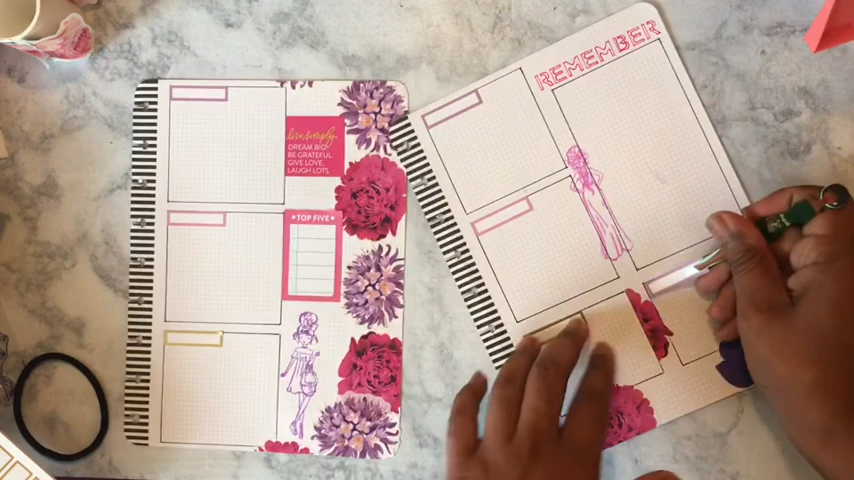 live simply
DREAM BIG.
BE GRATEFUL.
GIVE LOVE.
LAUGH LOTS.
★TOP FIVE★
REMEMBER